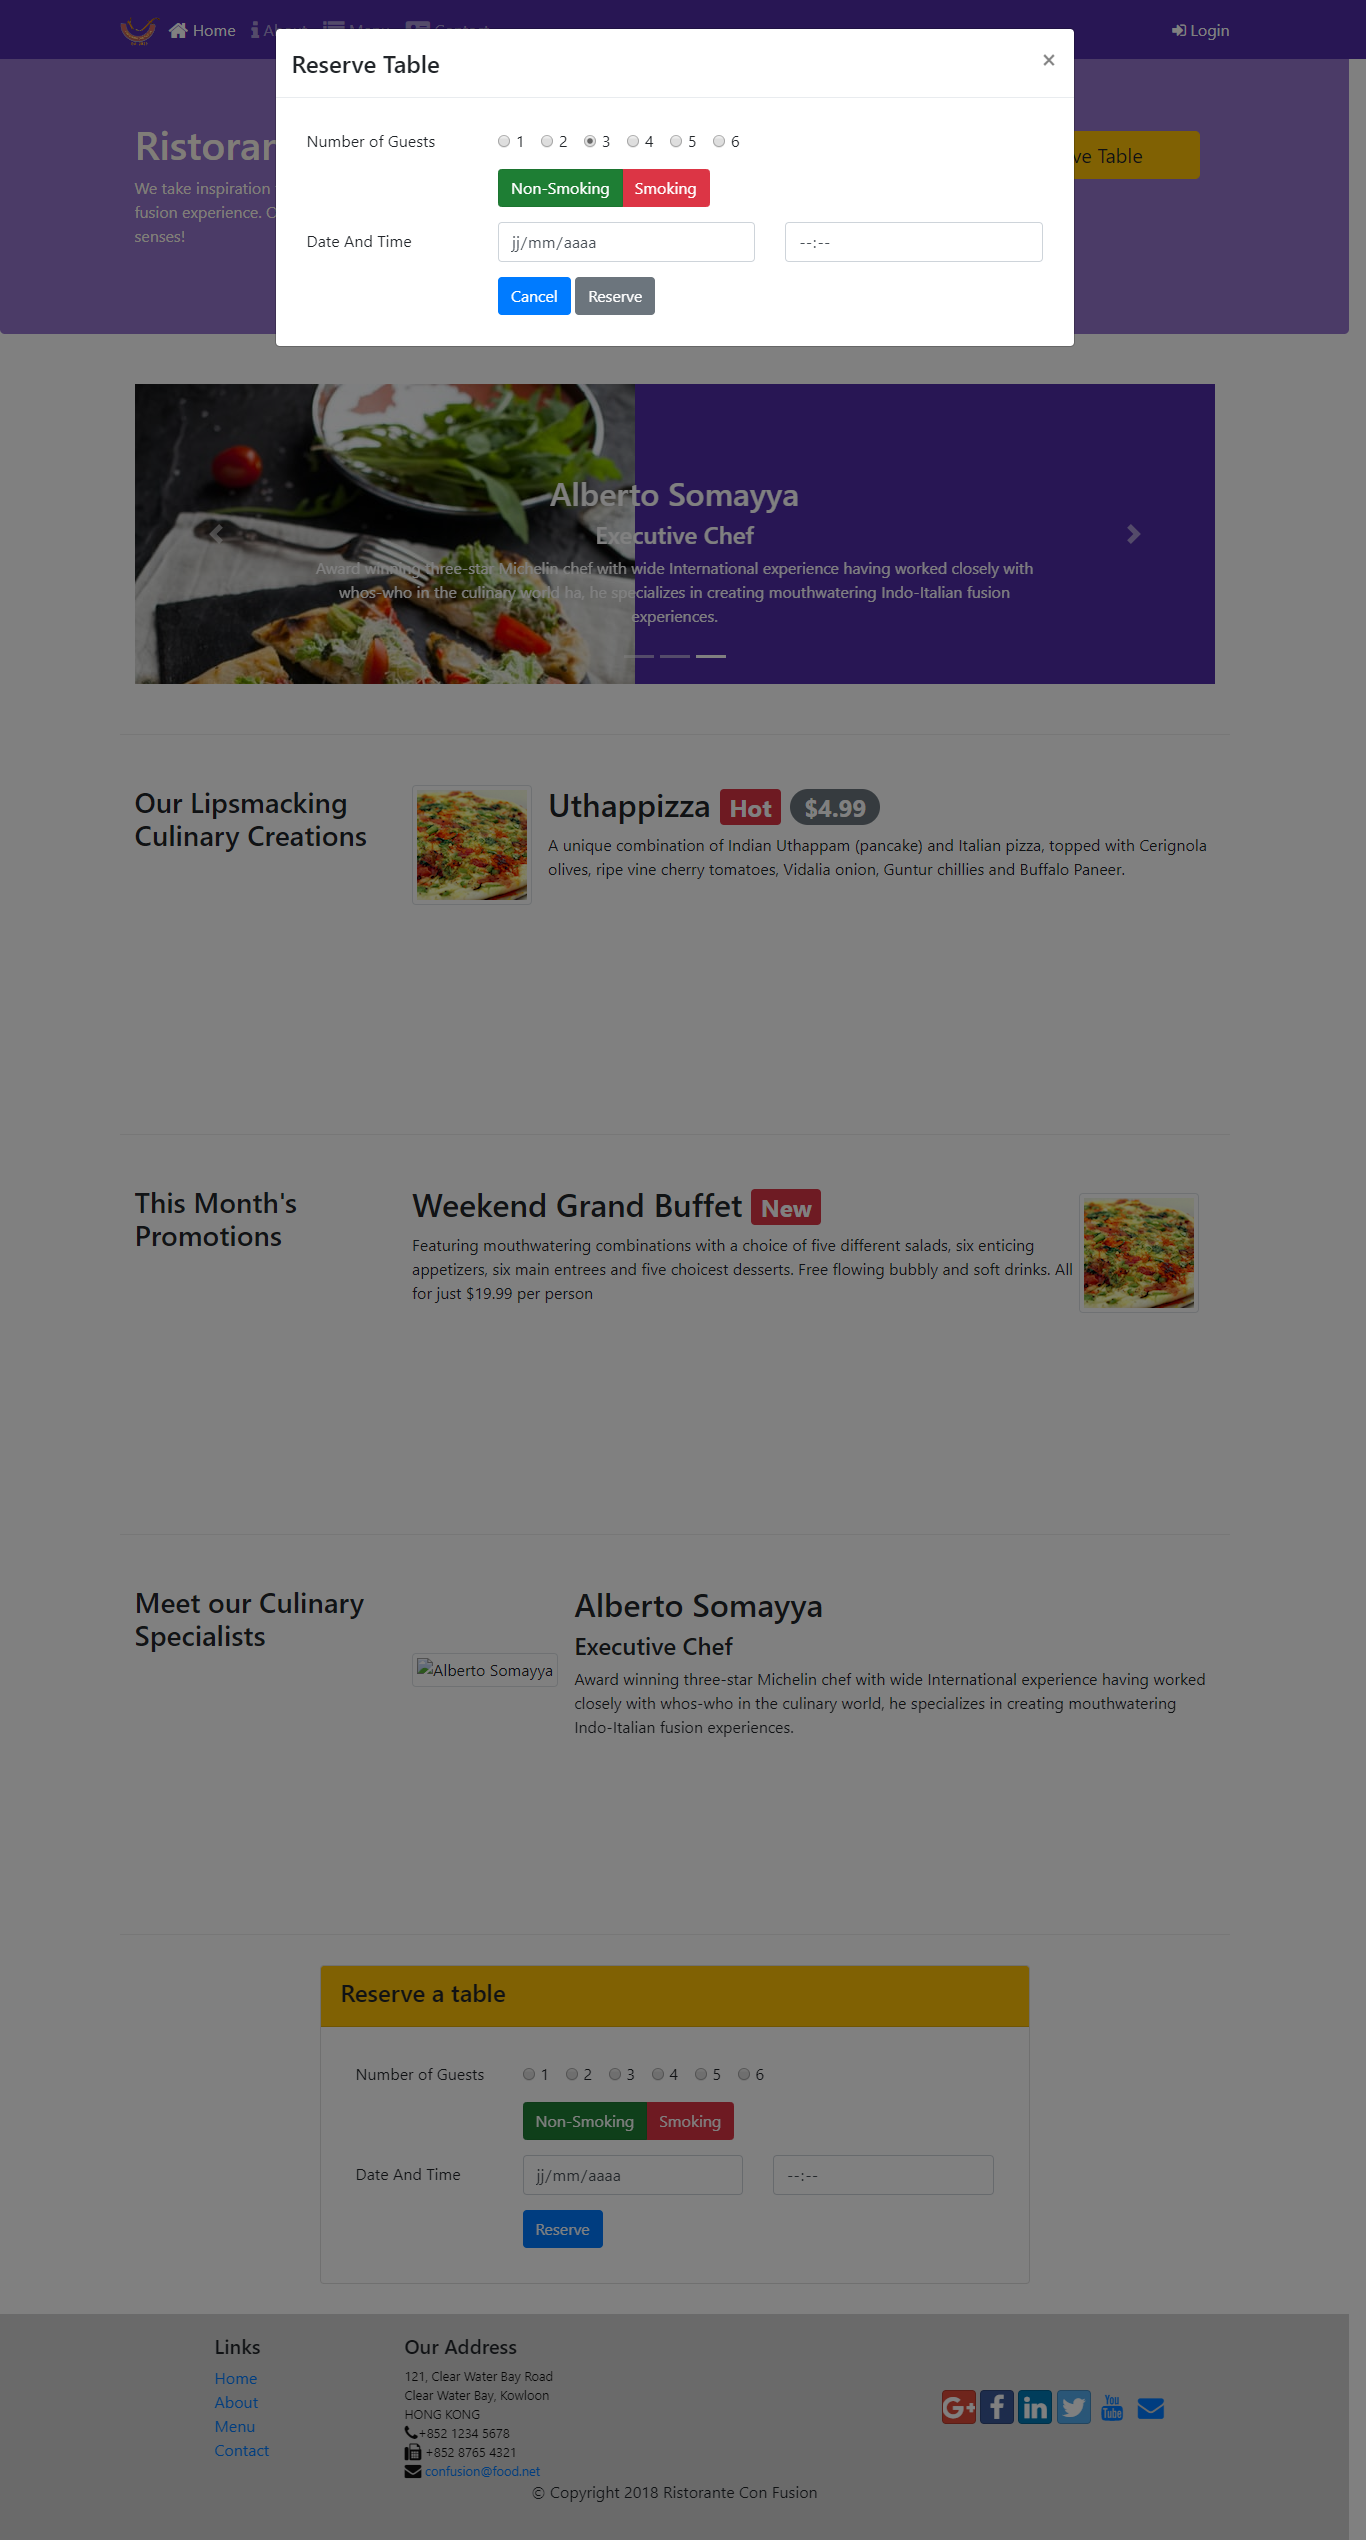 Home
Login
Reserve Table
×
Ristoran
We take inspiration
fusion experience.
senses!
ve Table
Number of Guests 1 2 3 4 5 6
Non-Smoking Smoking
Date And Time jj/mm/aaaa --:--
Cancel Reserve
Alberto Somayya
Executive Chef
Award winning three-star Michelin chef with wide International experience having worked closely with
whos-who in the culinary world ha, he specializes in creating mouthwatering Indo-Italian fusion
experiences.
Our Lipsmacking
Culinary Creations
Uthappizza Hot $4.99
A unique combination of Indian Uthappam (pancake) and Italian pizza, topped with Cerignola
olives, ripe vine cherry tomatoes, Vidalia onion, Guntur chillies and Buffalo Paneer.
This Month's
Promotions
Weekend Grand Buffet New
Featuring mouthwatering combinations with a choice of five different salads, six enticing
appetizers, six main entrees and five choicest desserts. Free flowing bubbly and soft drinks. All
for just $19.99 per person
Meet our Culinary
Specialists
Alberto Somayya
Alberto Somayya
Executive Chef
Award winning three-star Michelin chef with wide International experience having worked
closely with whos-who in the culinary world, he specializes in creating mouthwatering
Indo-Italian fusion experiences.
Reserve a table
Number of Guests 1 2 3 4 5 6
Non-Smoking Smoking
Date And Time jj/mm/aaaa --:--
Reserve
Links
Home
About
Menu
Contact
Our Address
121, Clear Water Bay Road
Clear Water Bay, Kowloon
HONG KONG
+852 1234 5678
+852 8765 4321
confusion@food.net
G+ f in You Tube
© Copyright 2018 Ristorante Con Fusion